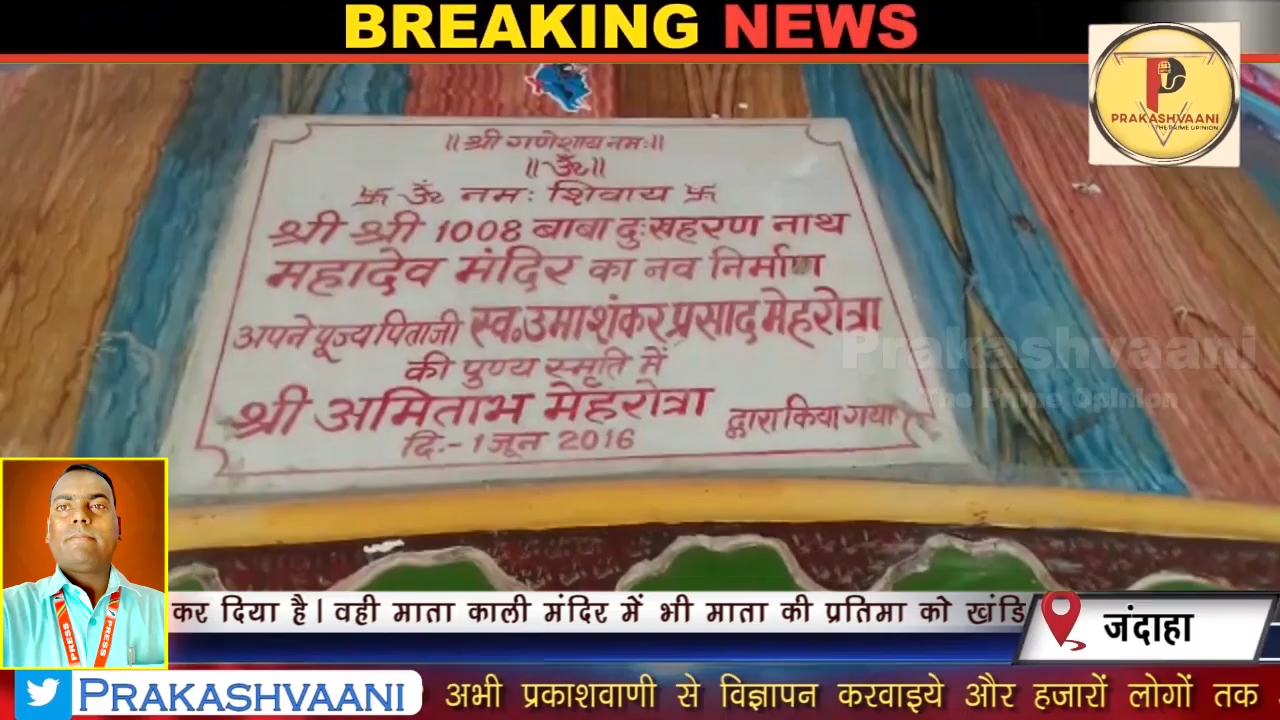 BREAKING NEWS
P
PRAKASHVAANI
THE PRIME OPINION
॥ श्री गणेशाय नमः॥
॥ॐ॥
卐 ॐ नमः शिवाय 卐
श्री श्री 1008 बाबा दुःसहरण नाथ
महादेव मंदिर का नव निर्माण
अपने पूज्य पिताजी स्व॰ उमाशंकर प्रसाद मेहरोत्रा
की पुण्य स्मृति में
श्री अमिताभ मेहरोत्रा द्वारा किया गया
दि:- 1 जून 2016
Prakashvaani
The Prime Opinion
PRESS PRESS
कर दिया है। वही माता काली मंदिर में भी माता की प्रतिमा को खंडि
जंदाहा
PRAKASHVAANI
अभी प्रकाशवाणी से विज्ञापन करवाइये और हजारों लोगों तक